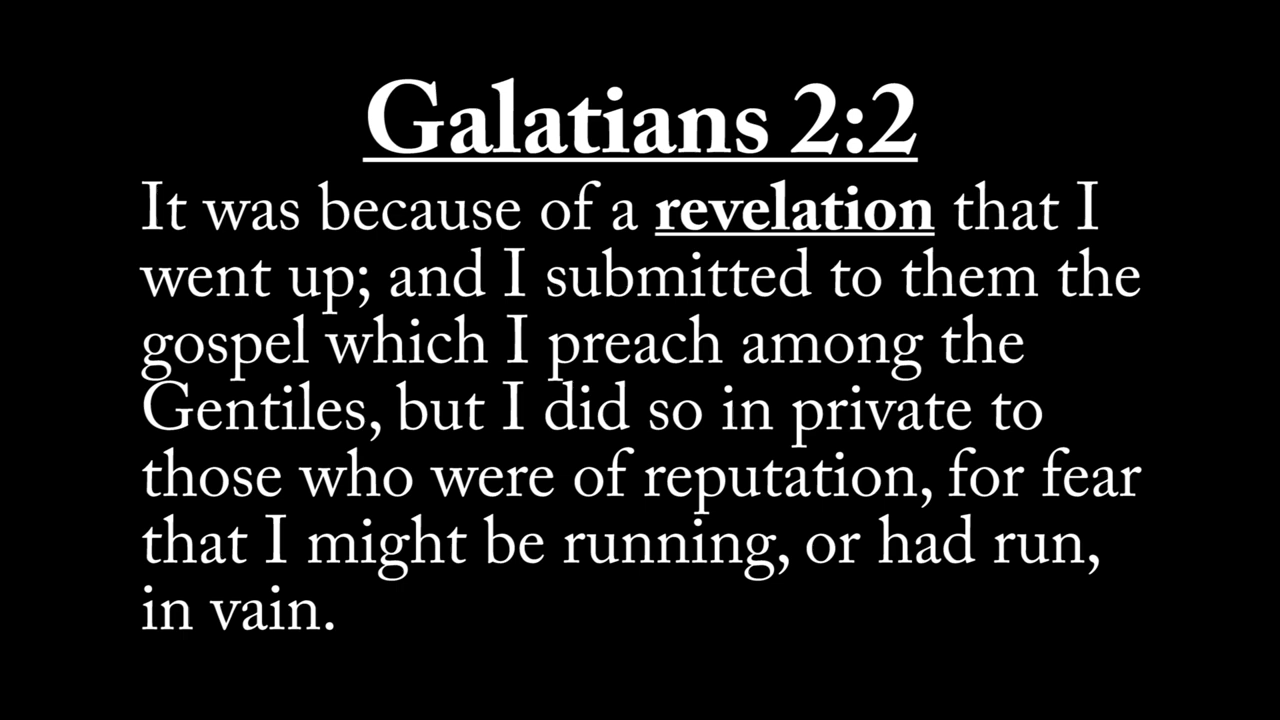 Galatians 2:2
It was because of a revelation that I
went up; and I submitted to them the
gospel which I preach among the
Gentiles, but I did so in private to
those who were of reputation, for fear
that I might be running, or had run,
in vain.